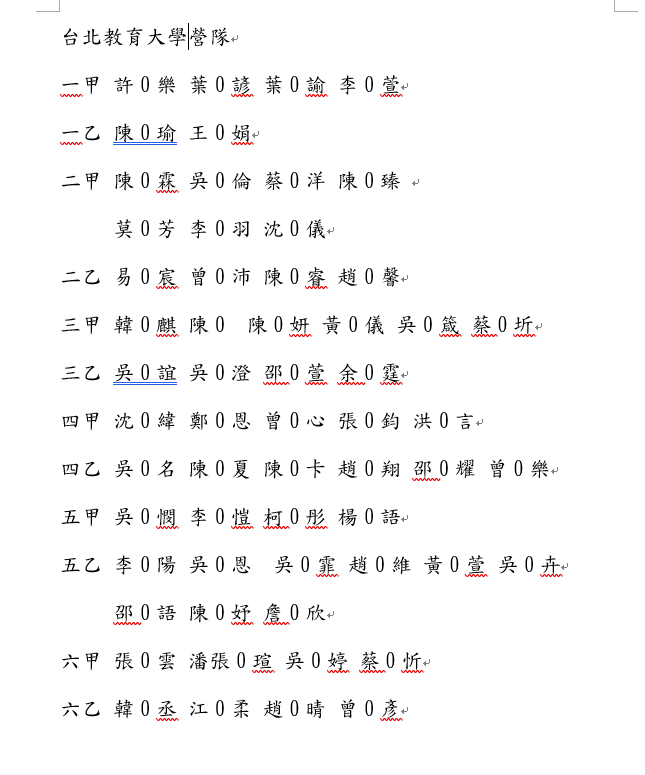 台北教育大學營隊
一甲 許0樂 葉0諺 葉0諭 李0萱
一乙 陳0瑜 王0娟
二甲 陳0霖 吳0倫 蔡0洋 陳0臻
莫0芳 李0羽 沈0儀
二乙 易0宸 曾0沛 陳0睿 趙0馨
三甲 韓0麒 陳0 陳0妍 黃0儀 吳0箴 蔡0圻
三乙 吳0誼 吳0澄 邵0萱 余0霆
四甲 沈0緯 鄭0恩 曾0心 張0鈞 洪0言
四乙 吳0名 陳0夏 陳0卡 趙0翔 邵0耀 曾0樂
五甲 吳0憫 李0愷 柯0彤 楊0語
五乙 李0陽 吳0恩 吳0霏 趙0維 黃0萱 吳0卉
邵0語 陳0妤 詹0欣
六甲 張0雲 潘張0瑄 吳0婷 蔡0忻
六乙 韓0丞 江0柔 趙0晴 曾0彥